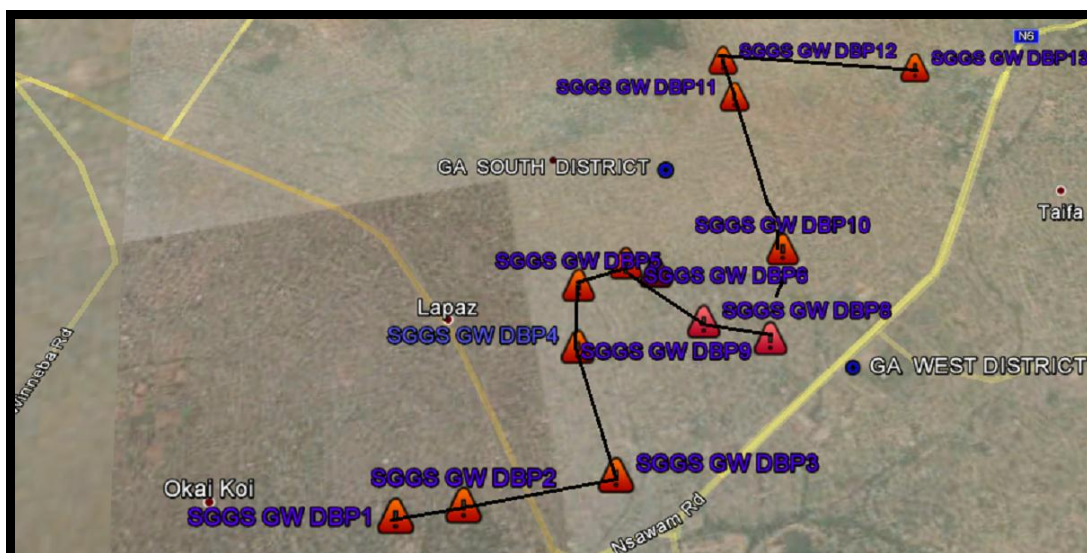 N6
SGGS GW DBP12
SGGS GW DBP13
SGGS GW DBP11
GA SOUTH DISTRICT
Taifa
SGGS GW DBP10
SGGS GW DBP5
SGGS GW DBP6
Lapaz
SGGS GW DBP8
SGGS GW DBP4
SGGS GW DBP9
GA WEST DISTRICT
Winneba Rd
SGGS GW DBP3
SGGS GW DBP2
Okai Koi
SGGS GW DBP1
Nsawam Rd